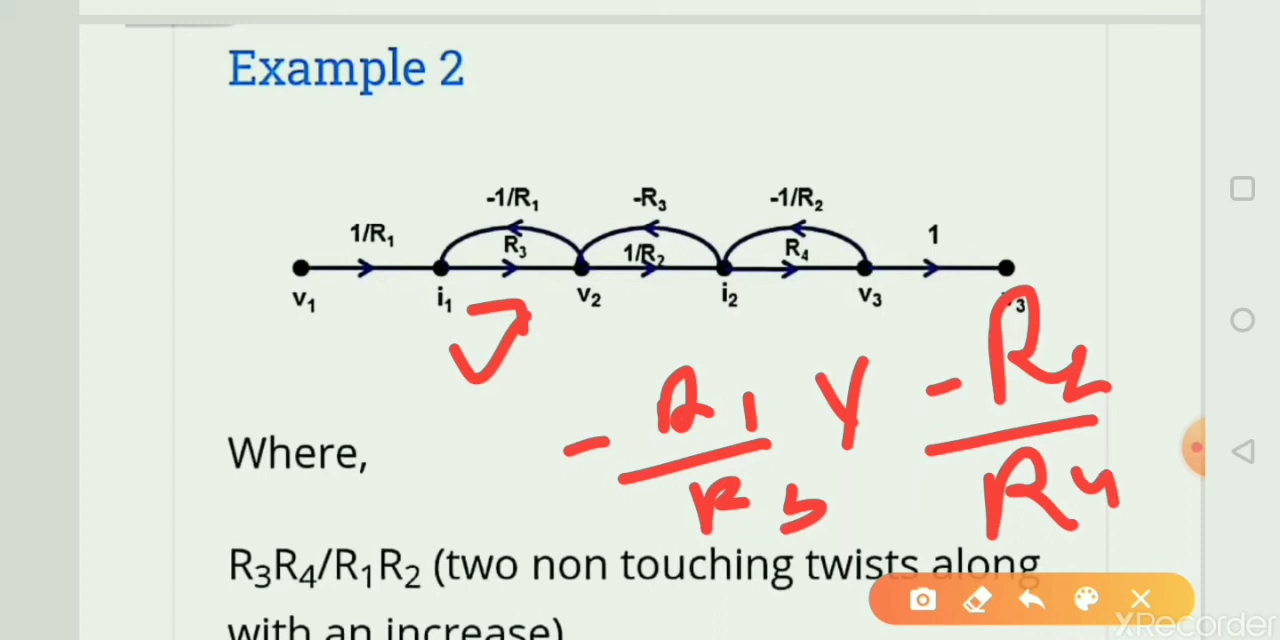 Example 2
-1/R₁ -R₃ -1/R₂
1/R₁ R₃ 1/R₂ R₄ 1
v₁ i₁ v₂ i₂ v₃ 3
- R1 - R2
R3 R4
Where,
R₃R₄/R₁R₂ (two non touching twists along
with an increase)
XRecorder